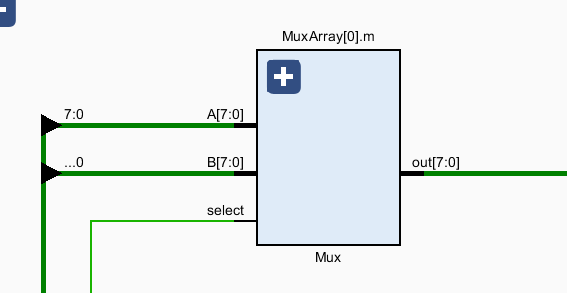 MuxArray[0].m
7:0
A[7:0]
...0
B[7:0]
out[7:0]
select
Mux